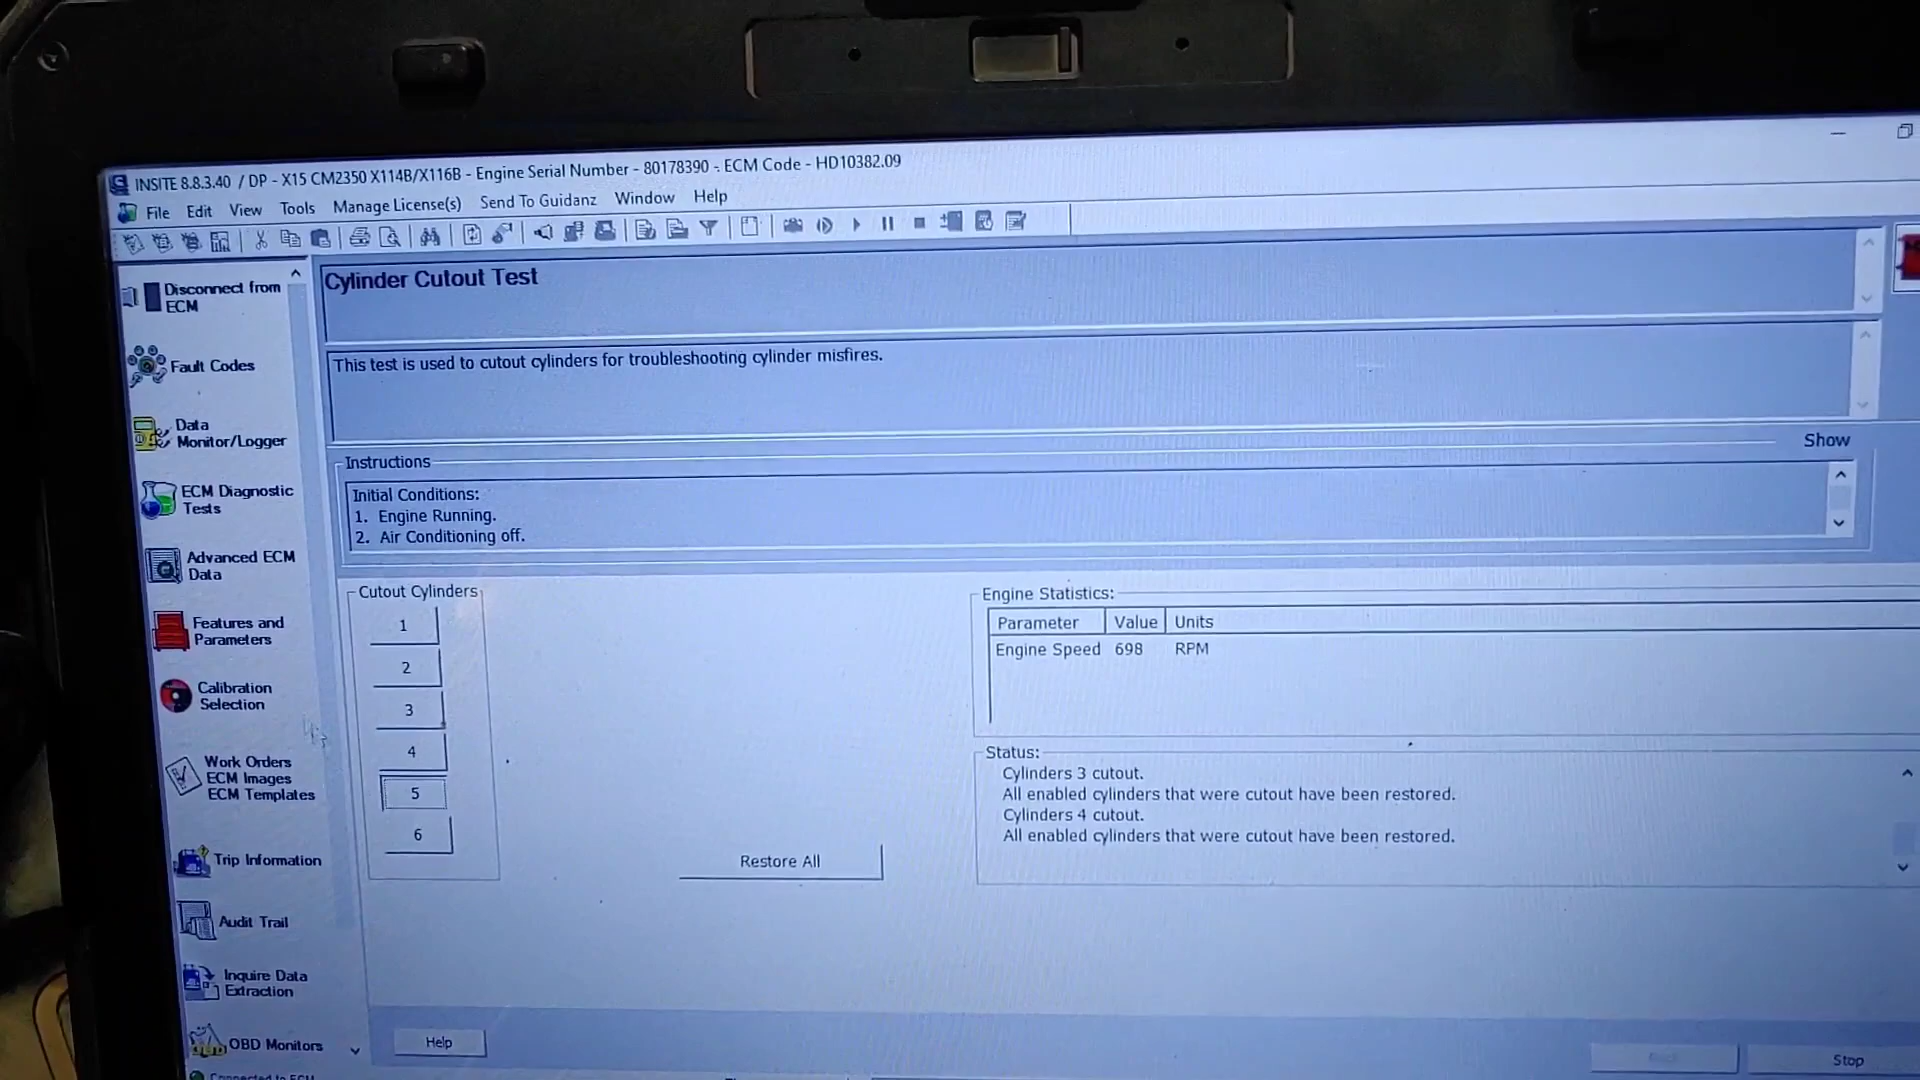 INSITE 8.8.3.40 / DP - X15 CM2350 X114B/X116B - Engine Serial Number - 80178390 - ECM Code - HD10382.09
File Edit View Tools Manage License(s) Send To Guidanz Window Help
Disconnect from
ECM
Fault Codes
Data
Monitor/Logger
ECM Diagnostic
Tests
Advanced ECM
Data
Features and
Parameters
Calibration
Selection
Work Orders
ECM Images
ECM Templates
Trip Information
Audit Trail
Inquire Data
Extraction
OBD Monitors
Connected to ECM
Cylinder Cutout Test
This test is used to cutout cylinders for troubleshooting cylinder misfires.
Show
Instructions
Initial Conditions:
1. Engine Running.
2. Air Conditioning off.
Cutout Cylinders
1
2
3
4
5
6
Restore All
Engine Statistics:
Parameter Value Units
Engine Speed 698 RPM
Status:
Cylinders 3 cutout.
All enabled cylinders that were cutout have been restored.
Cylinders 4 cutout.
All enabled cylinders that were cutout have been restored.
Help
Stop